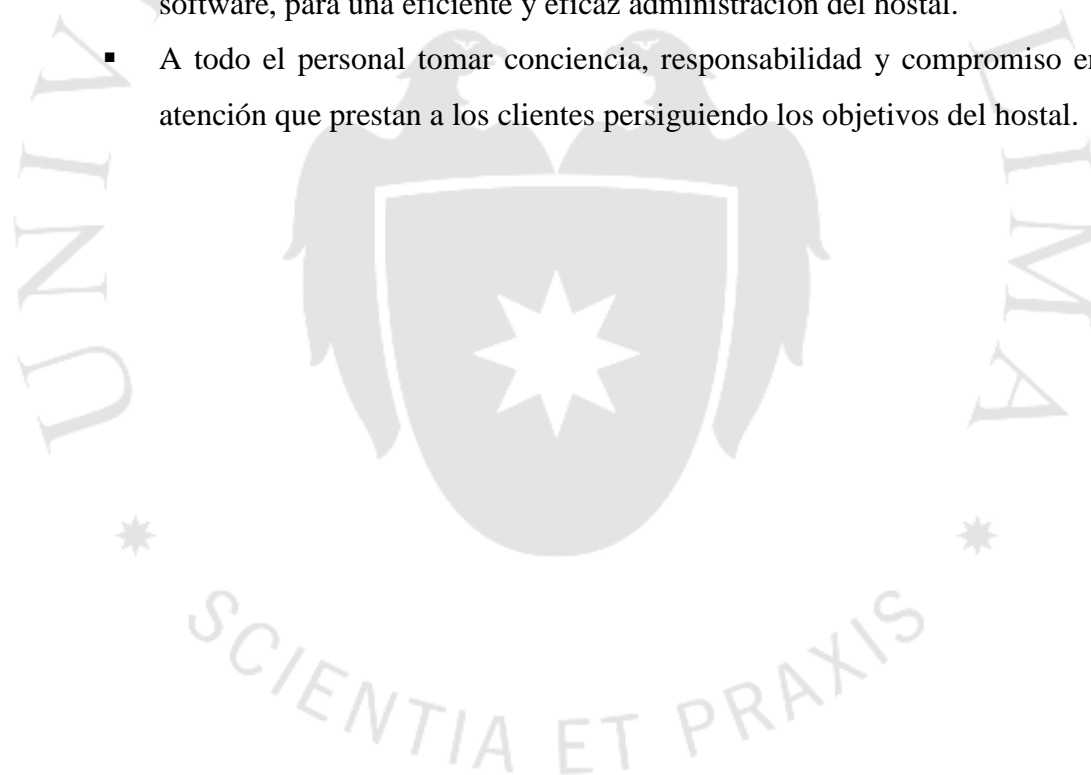 software, para una eficiente y eficaz administración del hostal.
▪ A todo el personal tomar conciencia, responsabilidad y compromiso en
atención que prestan a los clientes persiguiendo los objetivos del hostal.
UNIV
LIMA
SCIENTIA ET PRAXIS